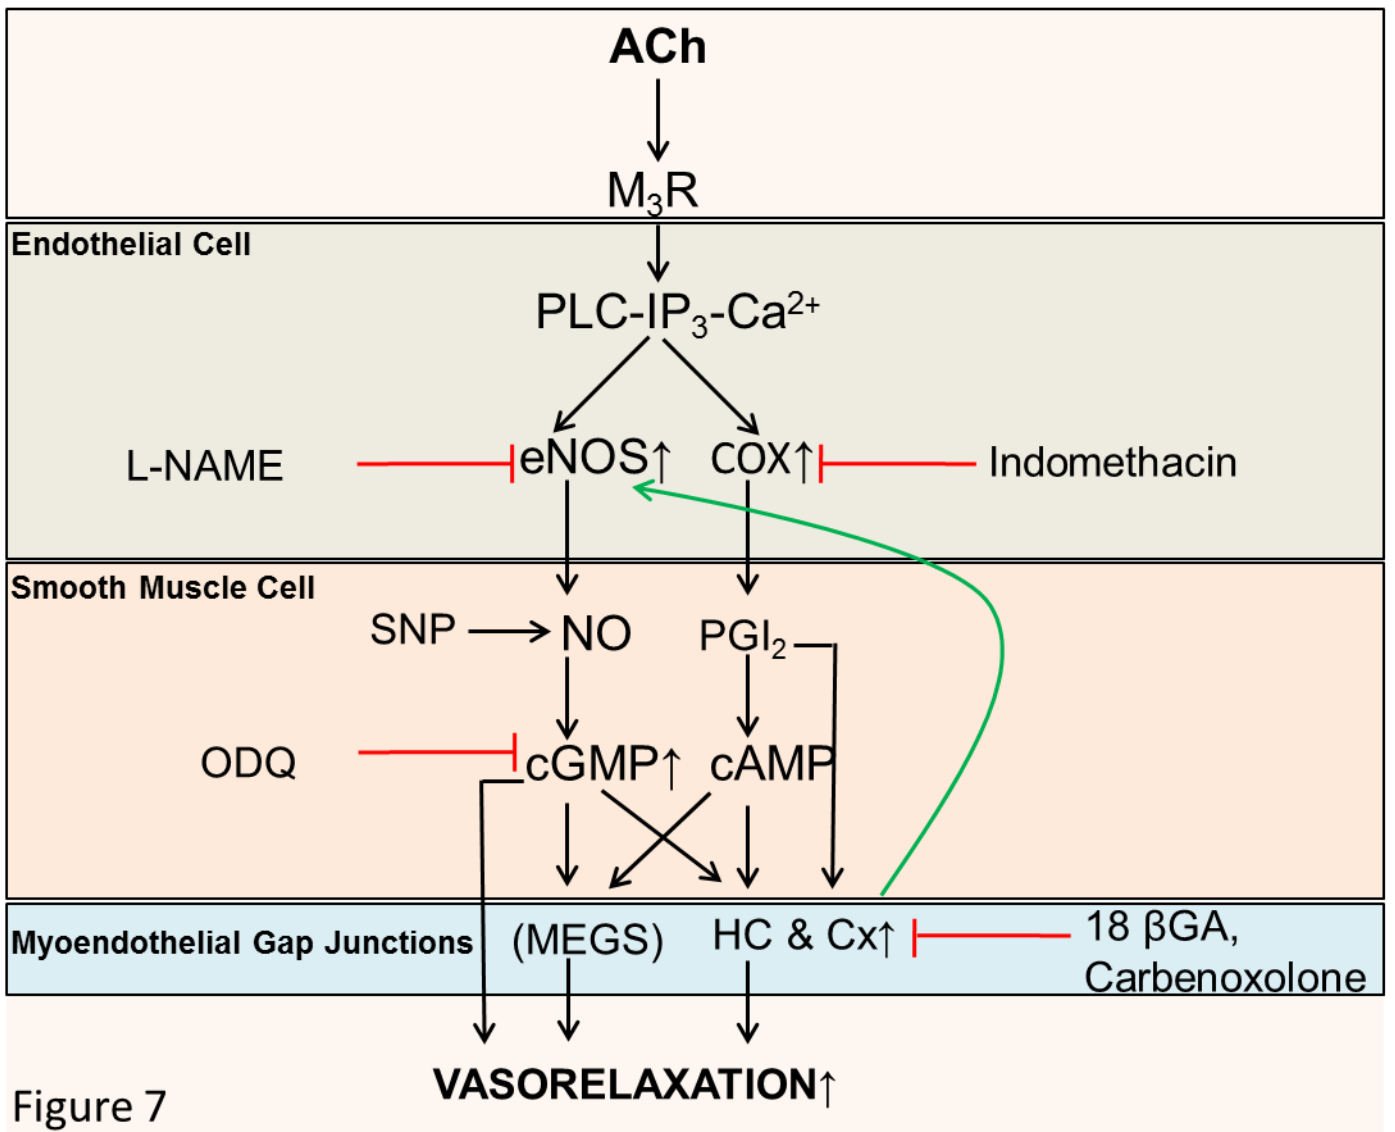 ACh
M₃R
Endothelial Cell
PLC-IP₃-Ca²⁺
L-NAME
eNOS↑
COX↑
Indomethacin
Smooth Muscle Cell
SNP
NO
PGI₂
ODQ
cGMP↑
cAMP
Myoendothelial Gap Junctions
(MEGS)
HC & Cx↑
18 βGA,
Carbenoxolone
VASORELAXATION↑
Figure 7